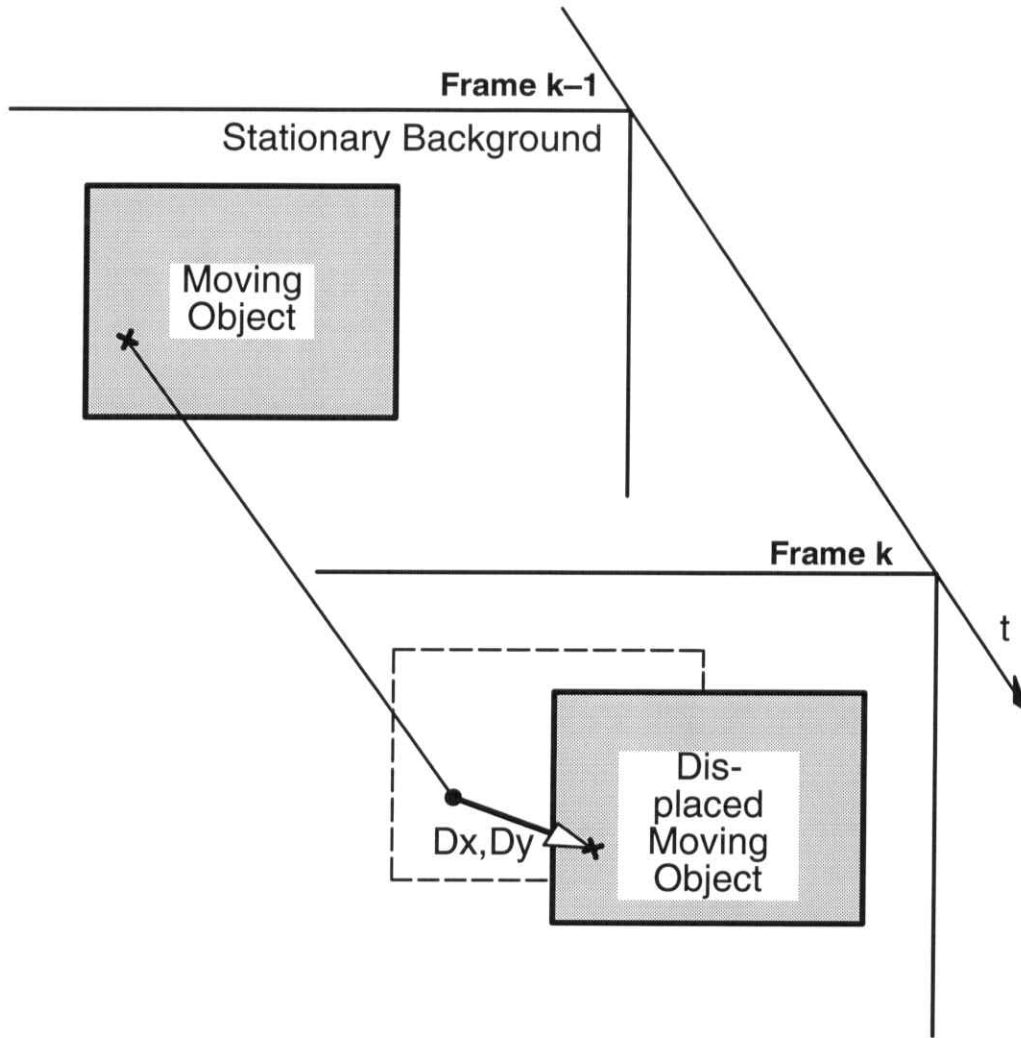 Frame k–1
Stationary Background
Moving
Object
Frame k
t
Dis-
placed
Moving
Object
Dx,Dy